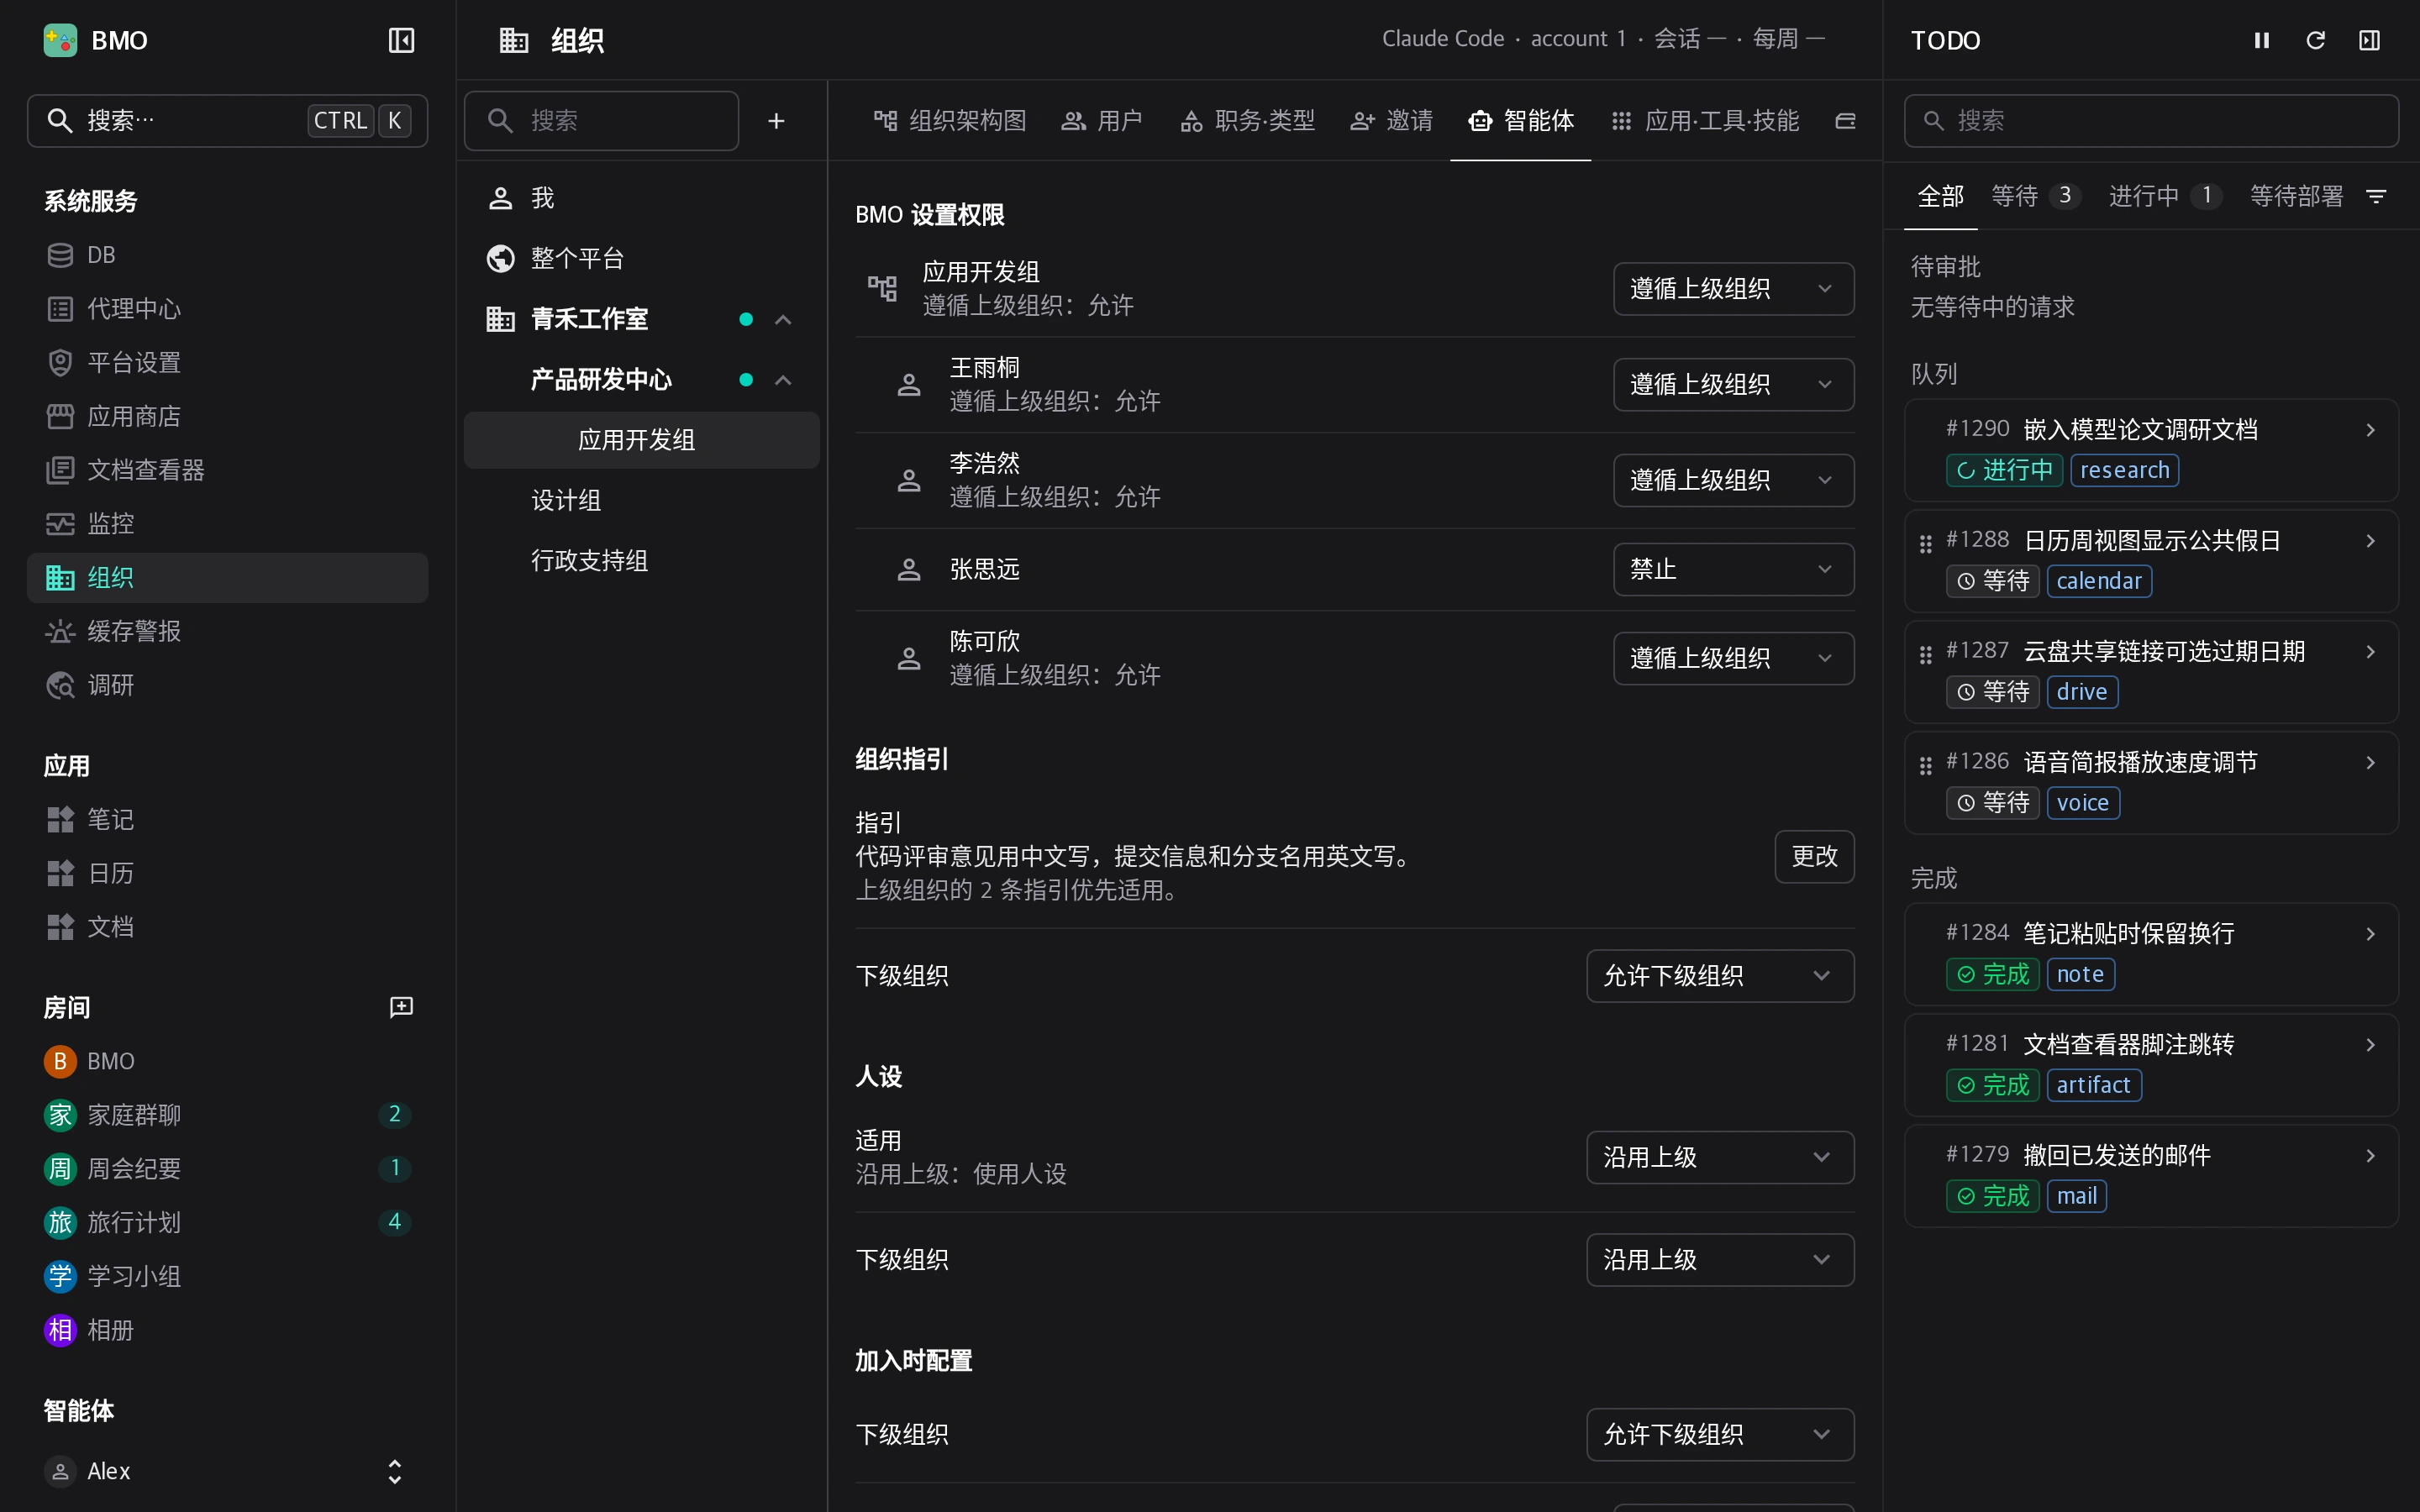 BMO
搜索…
CTRL K
系统服务
DB
代理中心
平台设置
应用商店
文档查看器
监控
组织
缓存警报
调研
应用
笔记
日历
文档
房间
B BMO
家 家庭群聊 2
周 周会纪要 1
旅 旅行计划 4
学 学习小组
相 相册
智能体
Alex
组织
Claude Code · account 1 · 会话 — · 每周 —
搜索
我
整个平台
青禾工作室
产品研发中心
应用开发组
设计组
行政支持组
组织架构图 用户 职务·类型 邀请 智能体 应用·工具·技能
BMO 设置权限
应用开发组
遵循上级组织：允许
遵循上级组织
王雨桐
遵循上级组织：允许
遵循上级组织
李浩然
遵循上级组织：允许
遵循上级组织
张思远
禁止
陈可欣
遵循上级组织：允许
遵循上级组织
组织指引
指引
代码评审意见用中文写，提交信息和分支名用英文写。
上级组织的 2 条指引优先适用。
更改
下级组织
允许下级组织
人设
适用
沿用上级：使用人设
沿用上级
下级组织
沿用上级
加入时配置
下级组织
允许下级组织
TODO
搜索
全部 等待 3 进行中 1 等待部署
待审批
无等待中的请求
队列
#1290 嵌入模型论文调研文档
进行中 research
#1288 日历周视图显示公共假日
等待 calendar
#1287 云盘共享链接可选过期日期
等待 drive
#1286 语音简报播放速度调节
等待 voice
完成
#1284 笔记粘贴时保留换行
完成 note
#1281 文档查看器脚注跳转
完成 artifact
#1279 撤回已发送的邮件
完成 mail